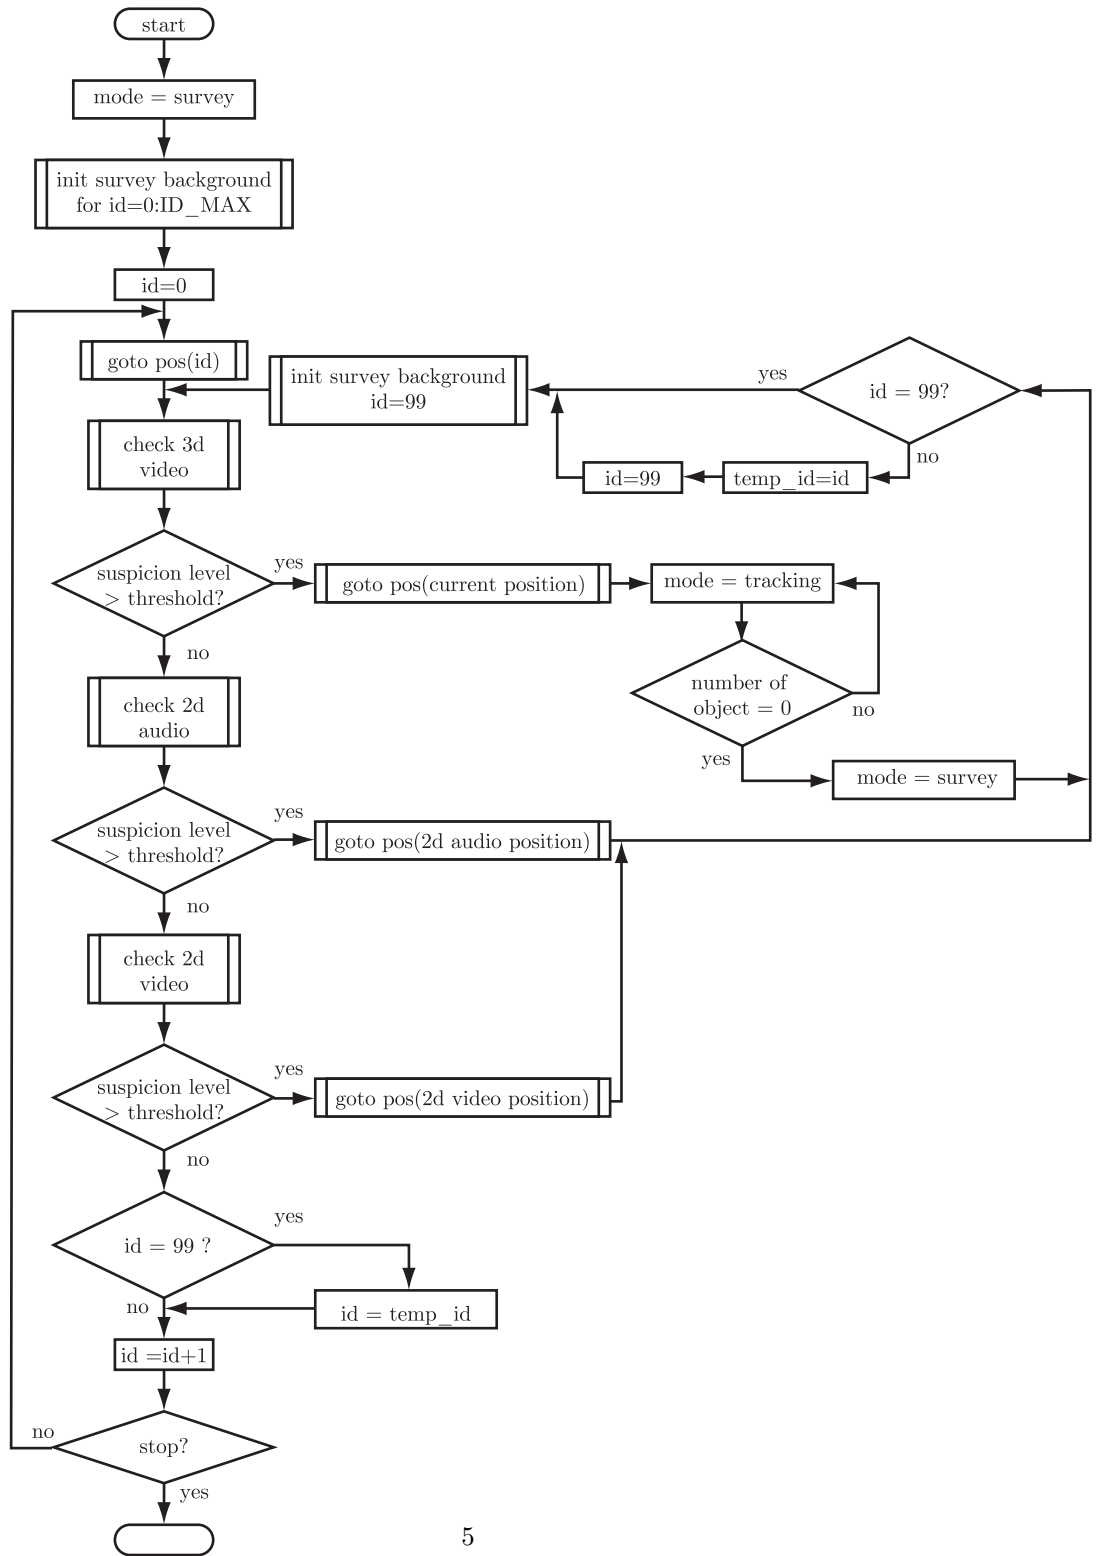 start
mode = survey
init survey background
for id=0:ID_MAX
id=0
goto pos(id)
init survey background
id=99
yes
id = 99?
no
check 3d
video
id=99
temp_id=id
suspicion level
> threshold?
yes
goto pos(current position)
mode = tracking
no
number of
object = 0
no
check 2d
audio
yes
mode = survey
suspicion level
> threshold?
yes
goto pos(2d audio position)
no
check 2d
video
suspicion level
> threshold?
yes
goto pos(2d video position)
no
id = 99 ?
yes
no
id = temp_id
id =id+1
no
stop?
yes
5